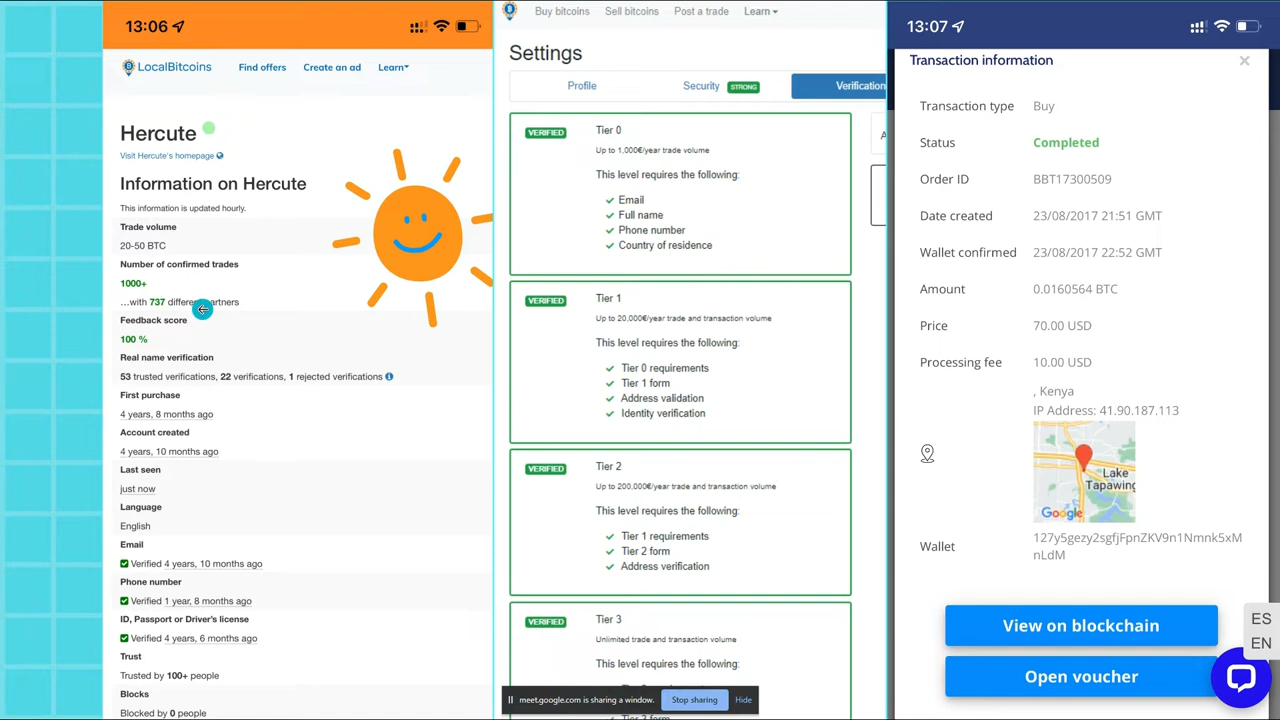 13:06
LocalBitcoins
Find offers
Create an ad
Learn
Hercute
Visit Hercute's homepage
Information on Hercute
This information is updated hourly.
Trade volume
20-50 BTC
Number of confirmed trades
1000+
...with 737 different partners
Feedback score
100 %
Real name verification
53 trusted verifications, 22 verifications, 1 rejected verifications
First purchase
4 years, 8 months ago
Account created
4 years, 10 months ago
Last seen
just now
Language
English
Email
Verified 4 years, 10 months ago
Phone number
Verified 1 year, 8 months ago
ID, Passport or Driver's license
Verified 4 years, 6 months ago
Trust
Trusted by 100+ people
Blocks
Blocked by 0 people
Buy bitcoins
Sell bitcoins
Post a trade
Learn
Settings
Profile
Security STRONG
Verification
VERIFIED
Tier 0
Up to 1,000€/year trade volume
This level requires the following:
Email
Full name
Phone number
Country of residence
VERIFIED
Tier 1
Up to 20,000€/year trade and transaction volume
This level requires the following:
Tier 0 requirements
Tier 1 form
Address validation
Identity verification
VERIFIED
Tier 2
Up to 200,000€/year trade and transaction volume
This level requires the following:
Tier 1 requirements
Tier 2 form
Address verification
VERIFIED
Tier 3
Unlimited trade and transaction volume
This level requires the following:
meet.google.com is sharing a window.
Stop sharing
Hide
13:07
Transaction information
Transaction type Buy
Status Completed
Order ID BBT17300509
Date created 23/08/2017 21:51 GMT
Wallet confirmed 23/08/2017 22:52 GMT
Amount 0.0160564 BTC
Price 70.00 USD
Processing fee 10.00 USD
, Kenya
IP Address: 41.90.187.113
Lake
Tapawing
Google
Wallet 127y5gezy2sgfjFpnZKV9n1Nmnk5xM
nLdM
View on blockchain
Open voucher
ES
EN